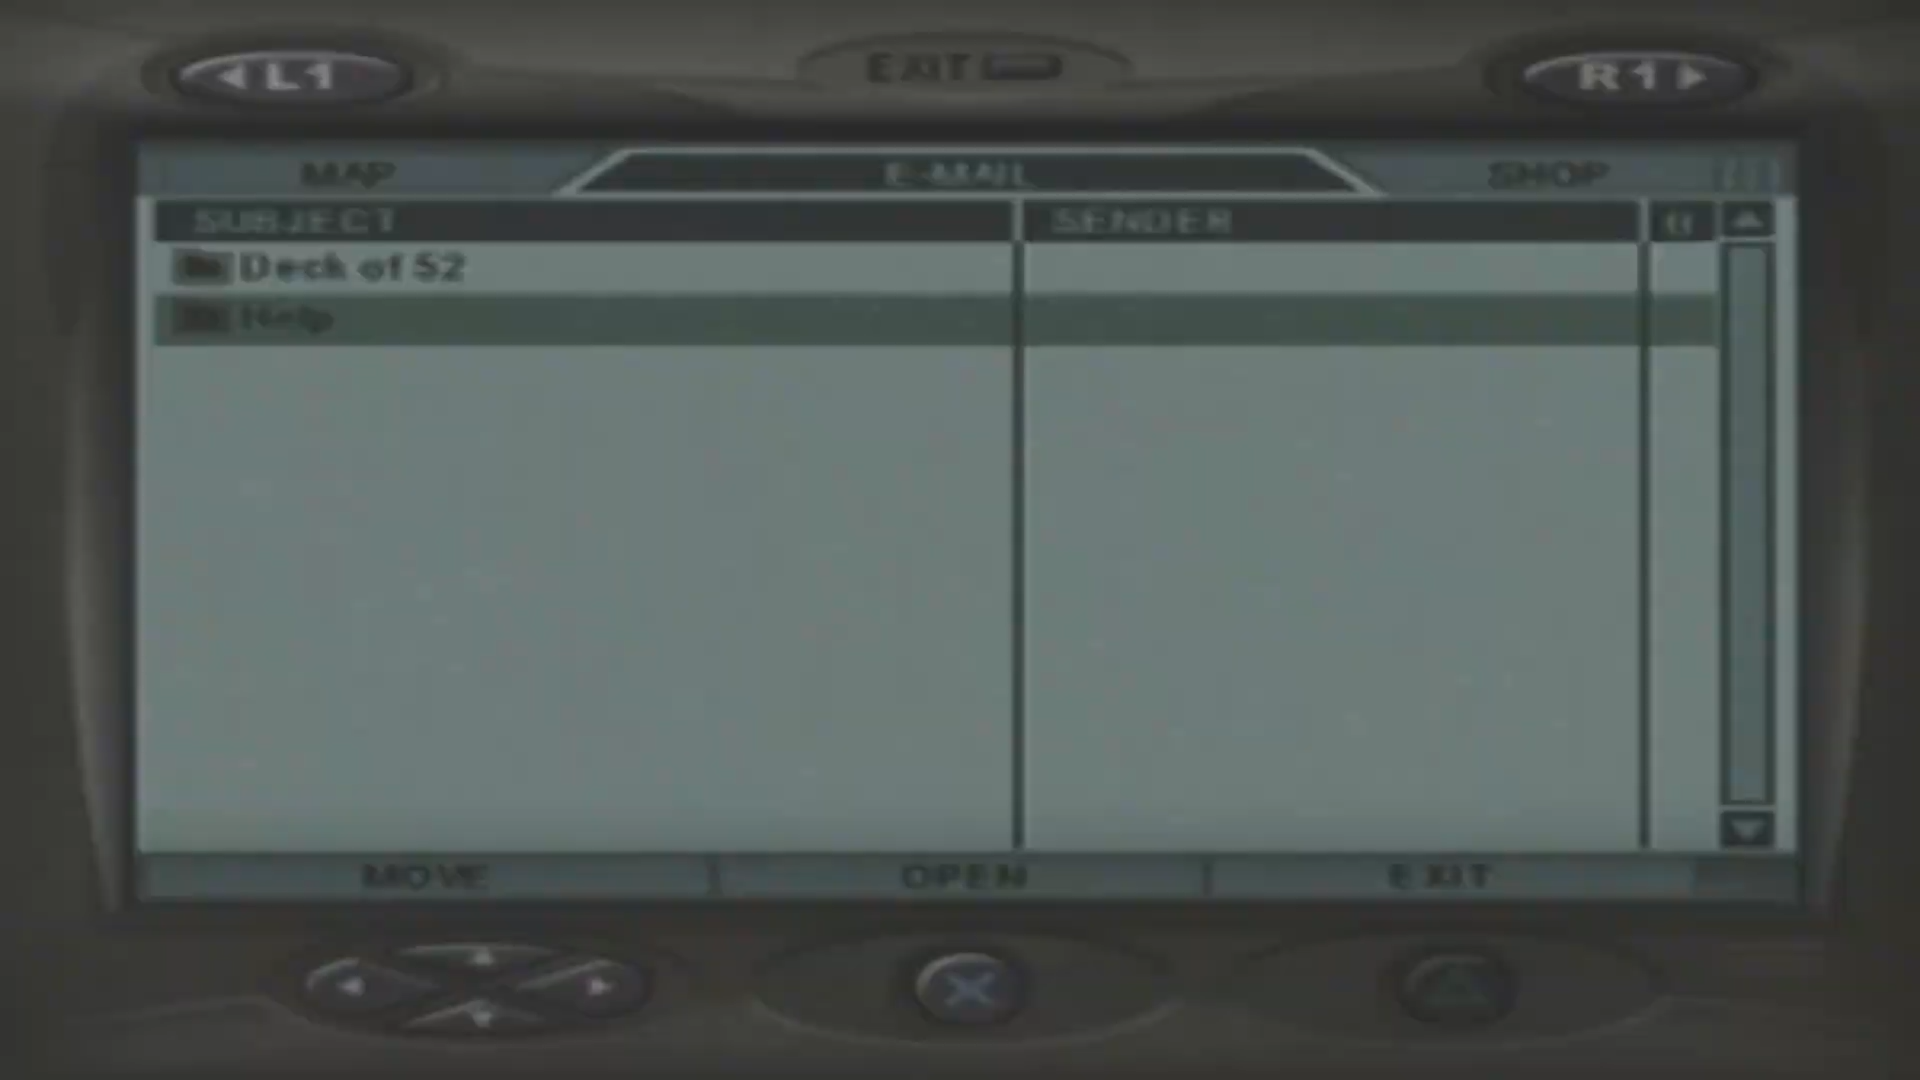 L1
EXIT
R1
MAP
E-MAIL
SHOP
SUBJECT
SENDER
Deck of 52
Help
MOVE
OPEN
EXIT